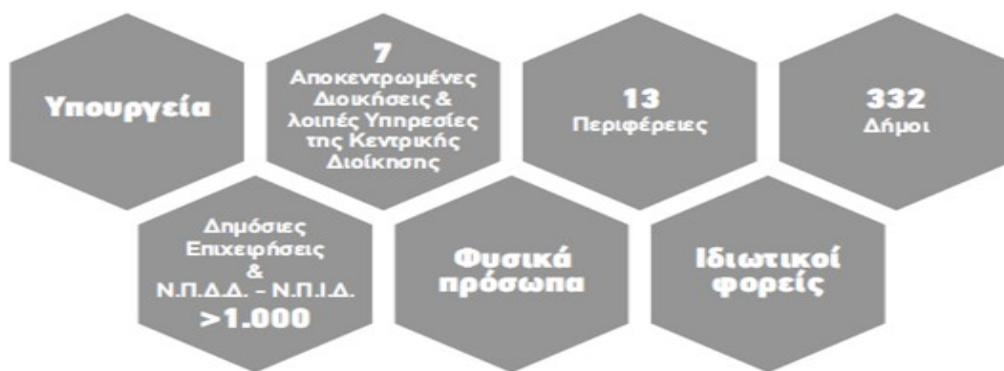 Υπουργεία
7
Αποκεντρωμένες
Διοικήσεις &
λοιπές Υπηρεσίες
της Κεντρικής
Διοίκησης
13
Περιφέρειες
332
Δήμοι
Δημόσιες
Επιχειρήσεις
&
Ν.Π.Δ.Δ. – Ν.Π.Ι.Δ.
>1.000
Φυσικά
πρόσωπα
Ιδιωτικοί
φορείς